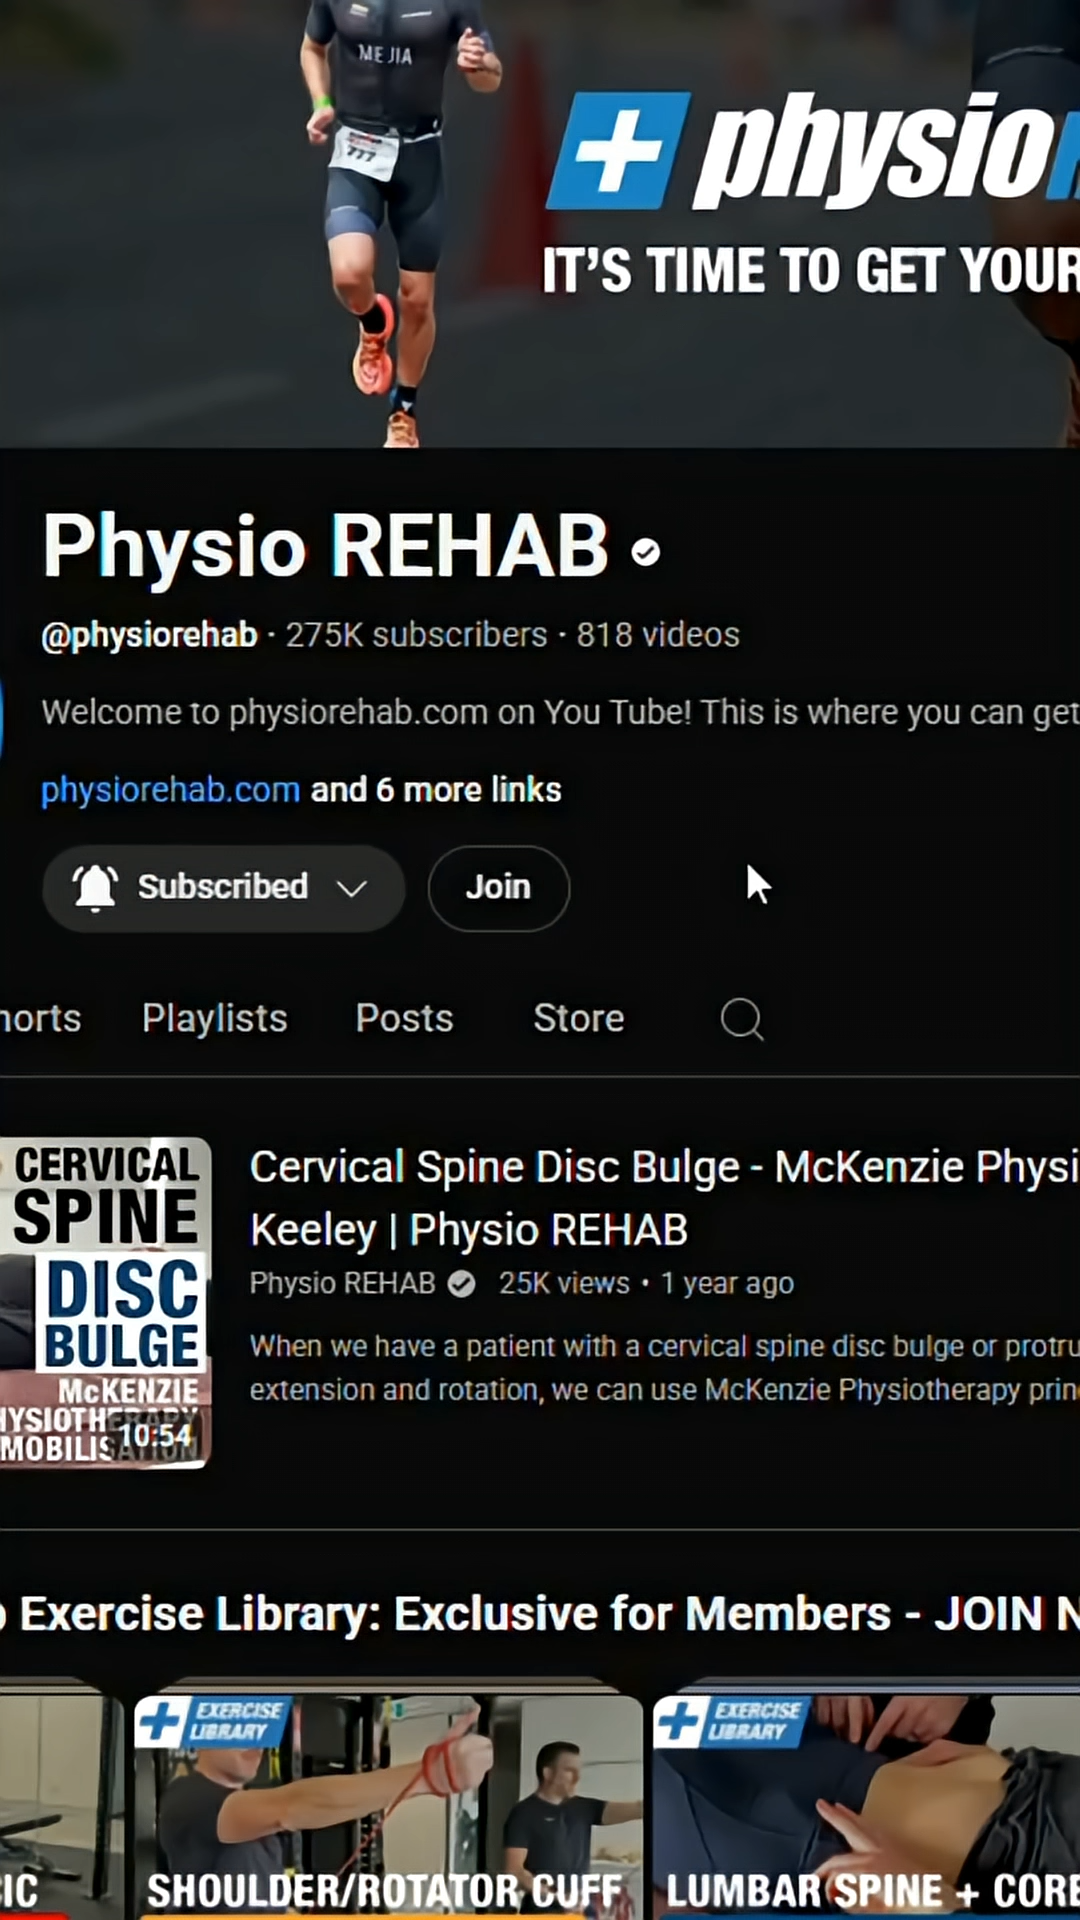 MEJIA
777
physio
IT'S TIME TO GET YOUR
Physio REHAB
@physiorehab · 275K subscribers · 818 videos
Welcome to physiorehab.com on You Tube! This is where you can get
physiorehab.com and 6 more links
Subscribed
Join
horts
Playlists
Posts
Store
CERVICAL
SPINE
DISC
BULGE
McKENZIE
HYSIOTHERAPY
MOBILISATION
10:54
Cervical Spine Disc Bulge - McKenzie Physi
Keeley | Physio REHAB
Physio REHAB 25K views • 1 year ago
When we have a patient with a cervical spine disc bulge or protru
extension and rotation, we can use McKenzie Physiotherapy prin
Exercise Library: Exclusive for Members - JOIN N
EXERCISE
LIBRARY
EXERCISE
LIBRARY
IC
SHOULDER/ROTATOR CUFF
LUMBAR SPINE + CORE